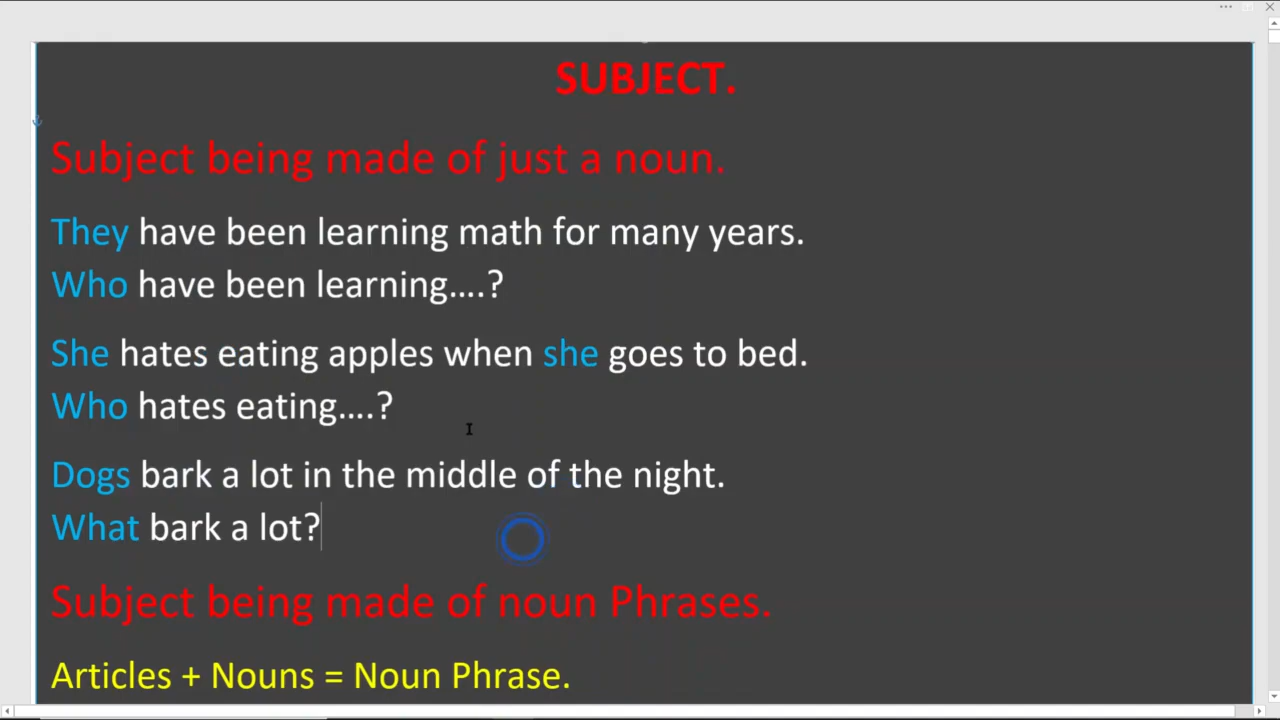 SUBJECT.
Subject being made of just a noun.
They have been learning math for many years.
Who have been learning....?
She hates eating apples when she goes to bed.
Who hates eating....?
Dogs bark a lot in the middle of the night.
What bark a lot?
Subject being made of noun Phrases.
Articles + Nouns = Noun Phrase.